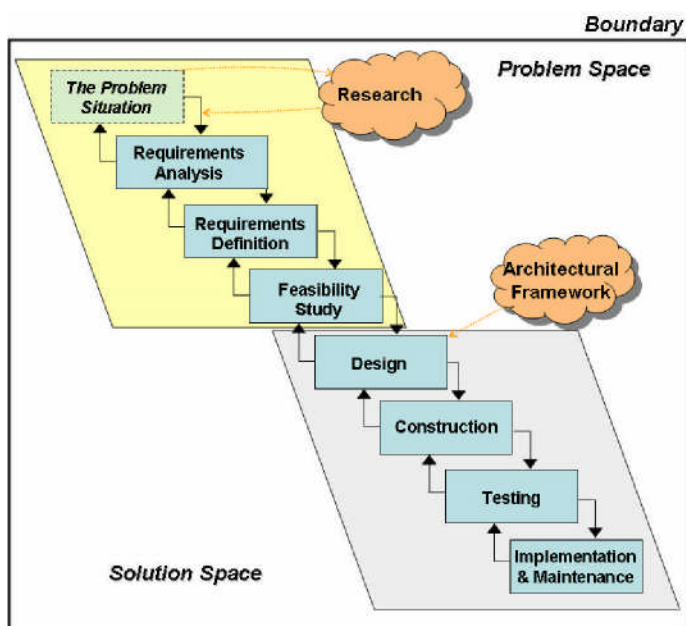 Boundary
Problem Space
The Problem
Situation
Research
Requirements
Analysis
Requirements
Definition
Architectural
Framework
Feasibility
Study
Design
Construction
Testing
Implementation
& Maintenance
Solution Space